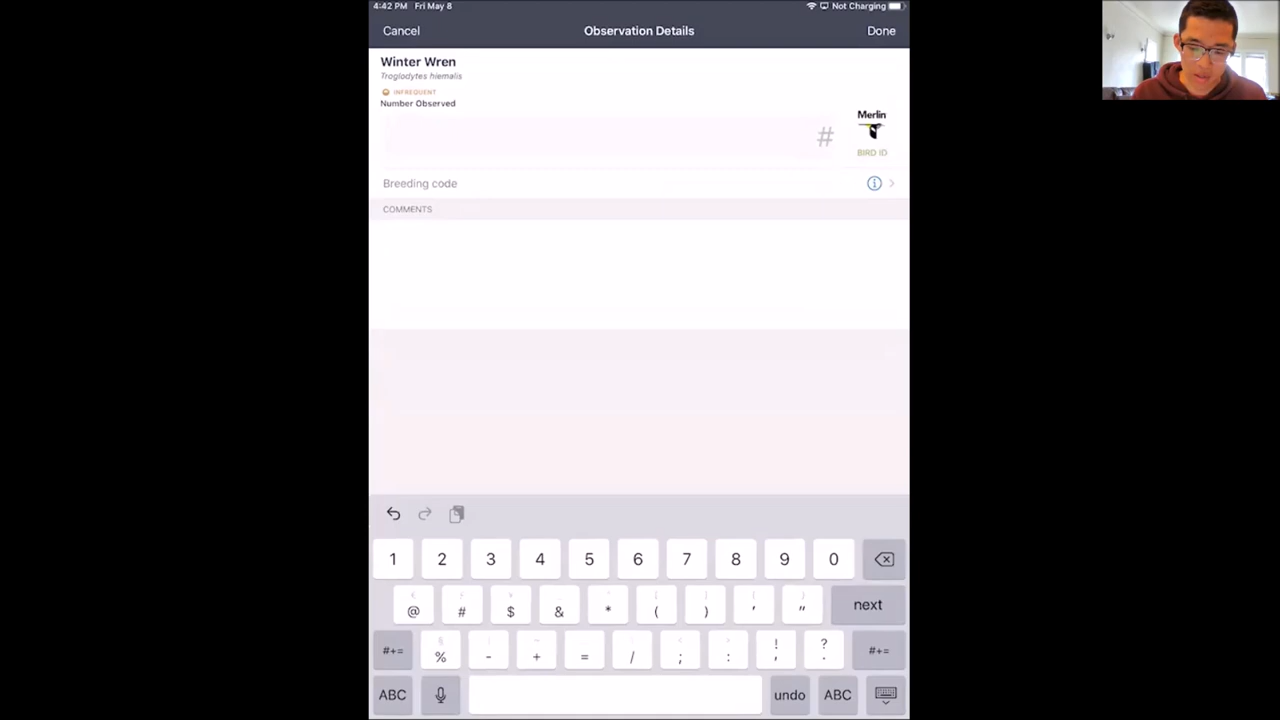 4:42 PM Fri May 8
Not Charging
Cancel
Observation Details
Done
Winter Wren
Troglodytes hiemalis
INFREQUENT
Number Observed
#
Merlin
BIRD ID
Breeding code
COMMENTS
1 2 3 4 5 6 7 8 9 0
@ # $ & * ( ) ' " next
#+= % - + = / ; : ! , ? . #+=
ABC undo ABC